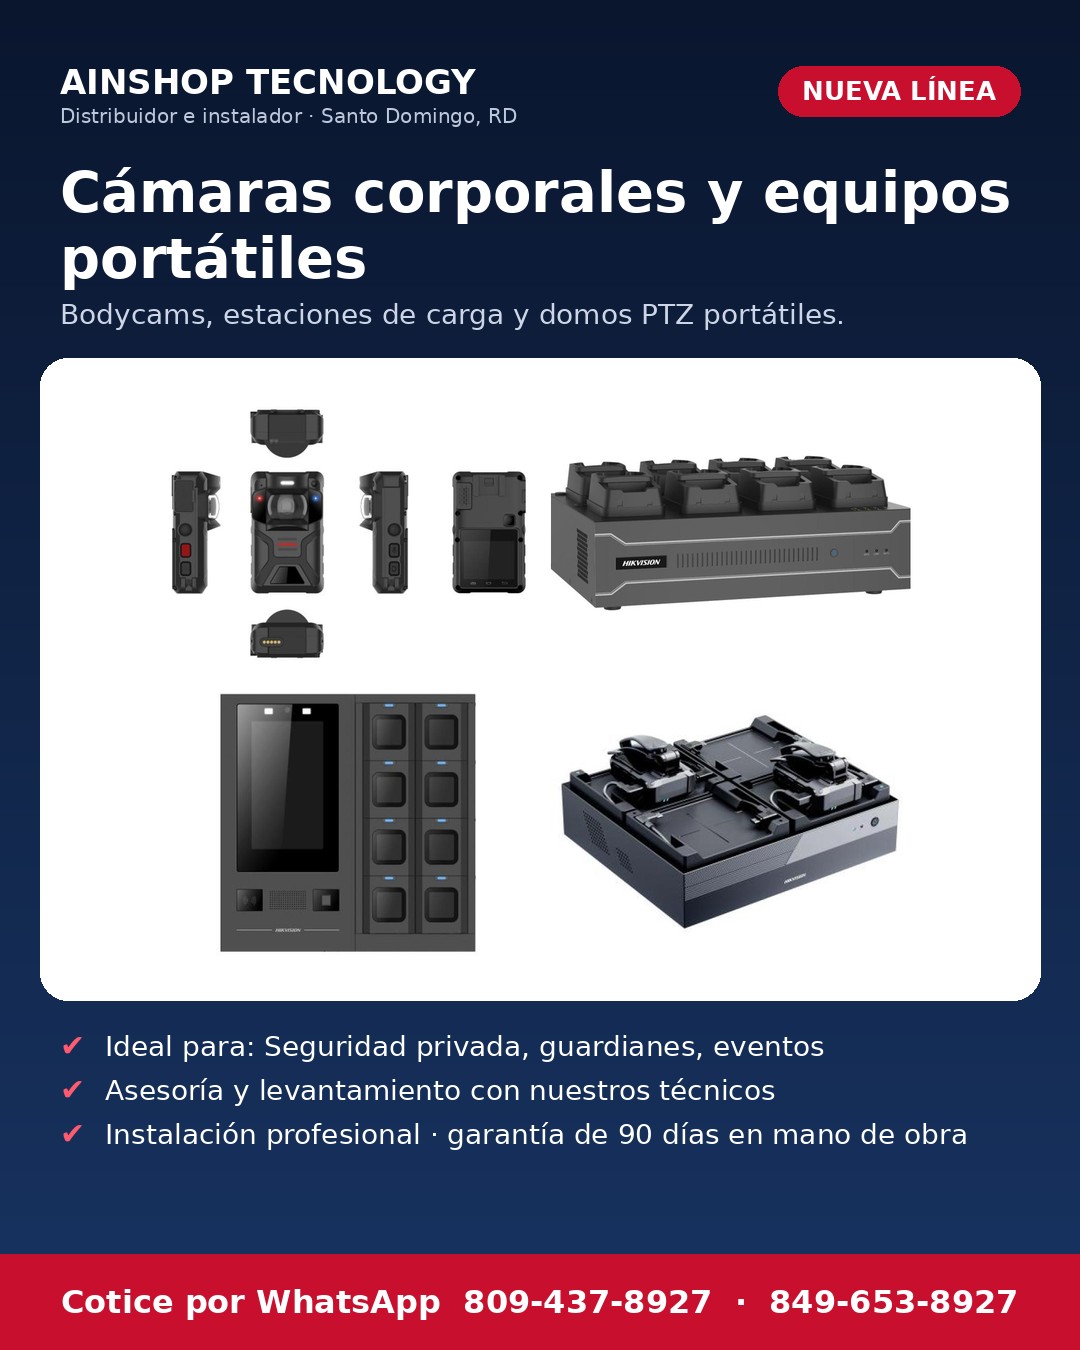 AINSHOP TECNOLOGY
Distribuidor e instalador · Santo Domingo, RD
NUEVA LÍNEA
Cámaras corporales y equipos
portátiles
Bodycams, estaciones de carga y domos PTZ portátiles.
HIKVISION
HIKVISION
HIKVISION
✔ Ideal para: Seguridad privada, guardianes, eventos
✔ Asesoría y levantamiento con nuestros técnicos
✔ Instalación profesional · garantía de 90 días en mano de obra
Cotice por WhatsApp 809-437-8927 · 849-653-8927